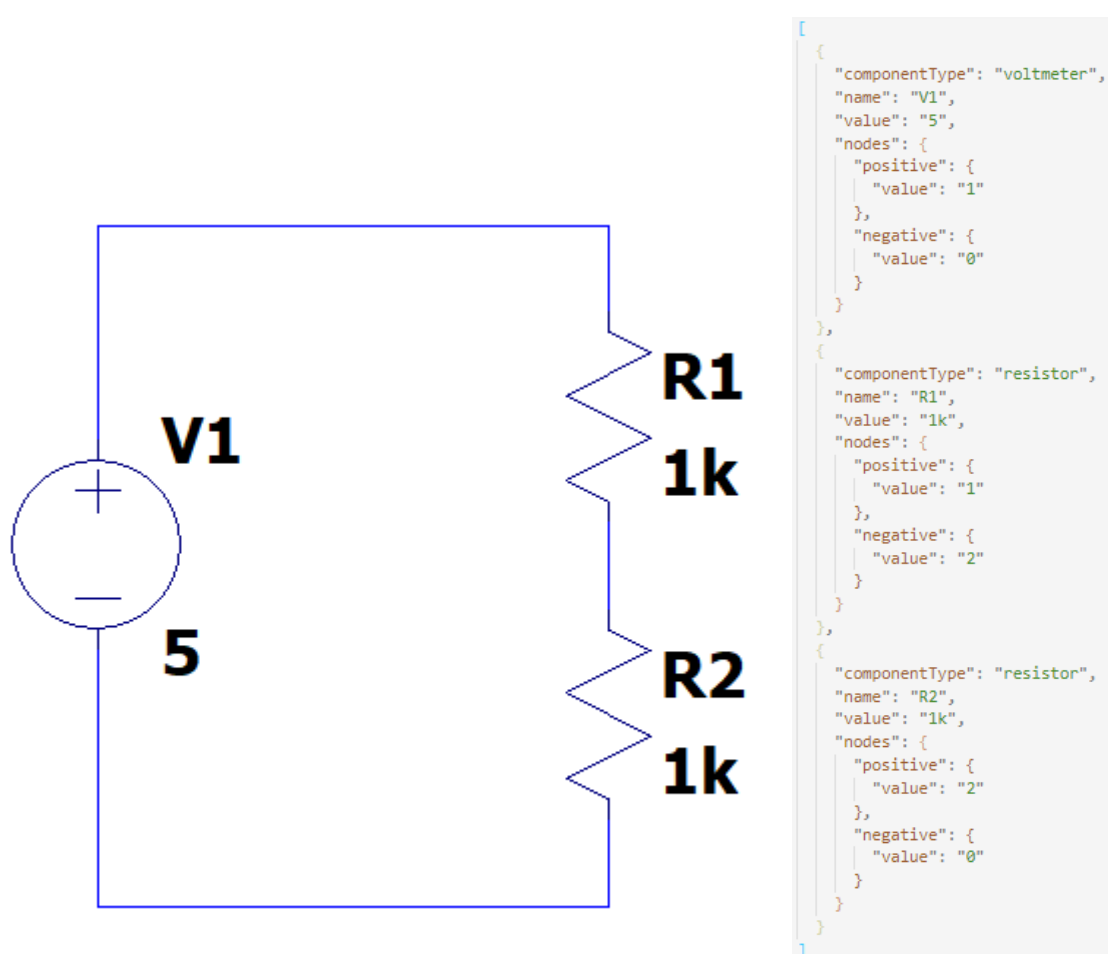 V1
5
R1
1k
R2
1k
[
{
"componentType": "voltmeter",
"name": "V1",
"value": "5",
"nodes": {
"positive": {
"value": "1"
},
"negative": {
"value": "0"
}
}
},
{
"componentType": "resistor",
"name": "R1",
"value": "1k",
"nodes": {
"positive": {
"value": "1"
},
"negative": {
"value": "2"
}
}
},
{
"componentType": "resistor",
"name": "R2",
"value": "1k",
"nodes": {
"positive": {
"value": "2"
},
"negative": {
"value": "0"
}
}
}
]